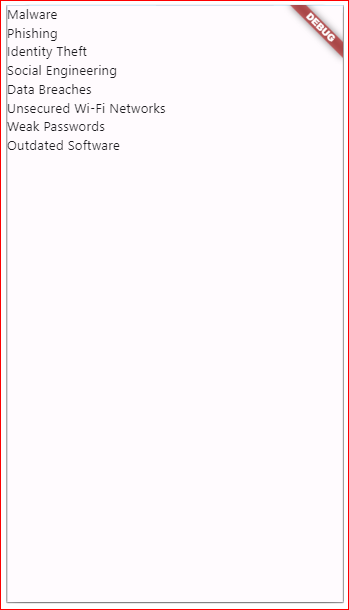 Malware
Phishing
Identity Theft
Social Engineering
Data Breaches
Unsecured Wi-Fi Networks
Weak Passwords
Outdated Software
DEBUG